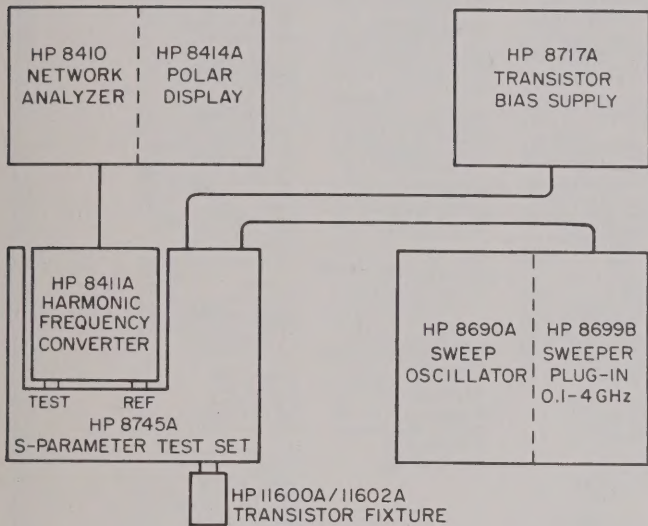 HP 8410
NETWORK
ANALYZER
HP 8414A
POLAR
DISPLAY
HP 8717A
TRANSISTOR
BIAS SUPPLY
HP 8411A
HARMONIC
FREQUENCY
CONVERTER
TEST REF
HP 8745A
S-PARAMETER TEST SET
HP 8690A
SWEEP
OSCILLATOR
HP 8699B
SWEEPER
PLUG-IN
0.1-4 GHz
HP 11600A/11602A
TRANSISTOR FIXTURE